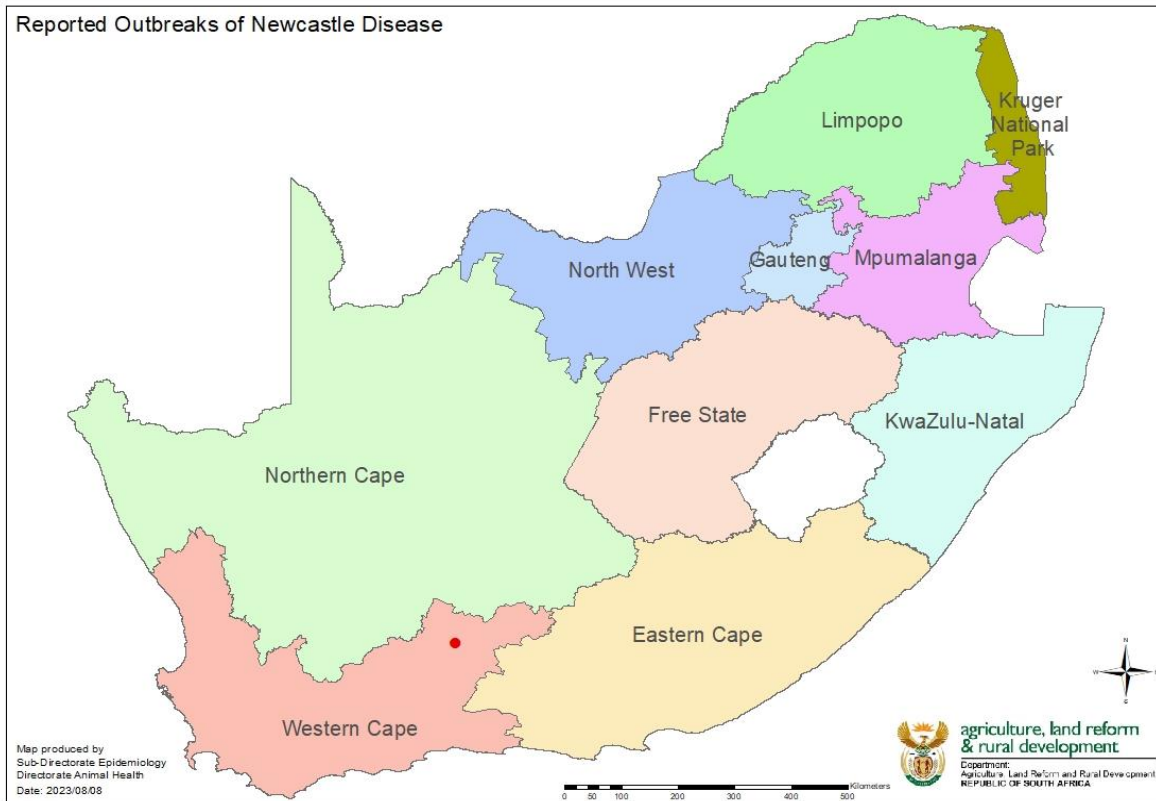 Reported Outbreaks of Newcastle Disease
Limpopo
Kruger
National
Park
North West
Gauteng
Mpumalanga
Free State
KwaZulu-Natal
Northern Cape
Eastern Cape
Western Cape
N
W
S
Map produced by
Sub-Directorate Epidemiology
Directorate Animal Health
Date: 2023/08/08
agriculture, land reform
& rural development
Department:
Agriculture, Land Reform and Rural Development
REPUBLIC OF SOUTH AFRICA
Kilometers
0 50 100 200 300 400 500